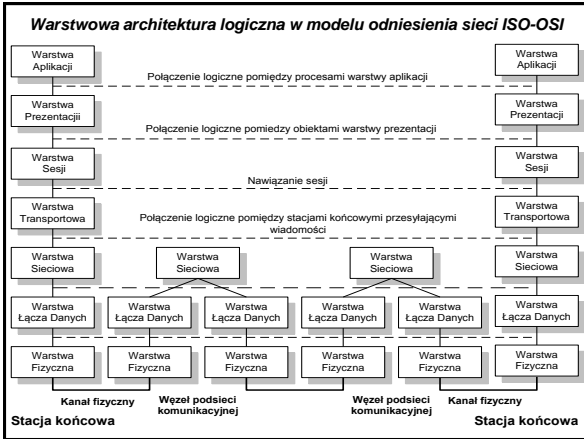 Warstwowa architektura logiczna w modelu odniesienia sieci ISO-OSI
Warstwa
Aplikacji
Warstwa
Aplikacji
Połączenie logiczne pomiędzy procesami warstwy aplikacji
Warstwa
Prezentacji
Warstwa
Prezentacji
Połączenie logiczne pomiedzy obiektami warstwy prezentacji
Warstwa
Sesji
Warstwa
Sesji
Nawiązanie sesji
Warstwa
Transportowa
Warstwa
Transportowa
Połączenie logiczne pomiędzy stacjami końcowymi przesyłającymi
wiadomości
Warstwa
Sieciowa
Warstwa
Sieciowa
Warstwa
Sieciowa
Warstwa
Sieciowa
Warstwa
Łącza Danych
Warstwa
Łącza Danych
Warstwa
Łącza Danych
Warstwa
Łącza Danych
Warstwa
Łącza Danych
Warstwa
Łącza Danych
Warstwa
Fizyczna
Warstwa
Fizyczna
Warstwa
Fizyczna
Warstwa
Fizyczna
Warstwa
Fizyczna
Warstwa
Fizyczna
Kanał fizyczny
Węzeł podsieci
komunikacyjnej
Węzeł podsieci
komunikacyjnej
Kanał fizyczny
Stacja końcowa
Stacja końcowa